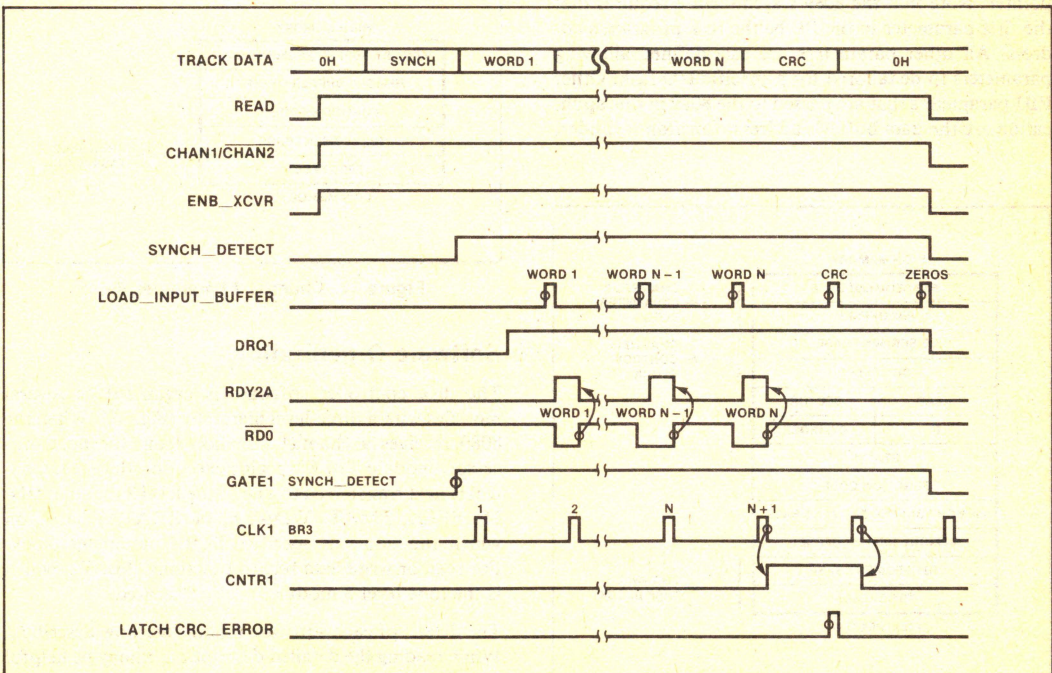 TRACK DATA 0H SYNCH WORD 1 WORD N CRC 0H
READ
CHAN1/CHAN2
ENB_XCVR
SYNCH_DETECT
WORD 1 WORD N – 1 WORD N CRC ZEROS
LOAD_INPUT_BUFFER
DRQ1
RDY2A
WORD 1 WORD N – 1 WORD N
RD0
GATE1 SYNCH_DETECT
1 2 N N + 1
CLK1 BR3
CNTR1
LATCH CRC_ERROR